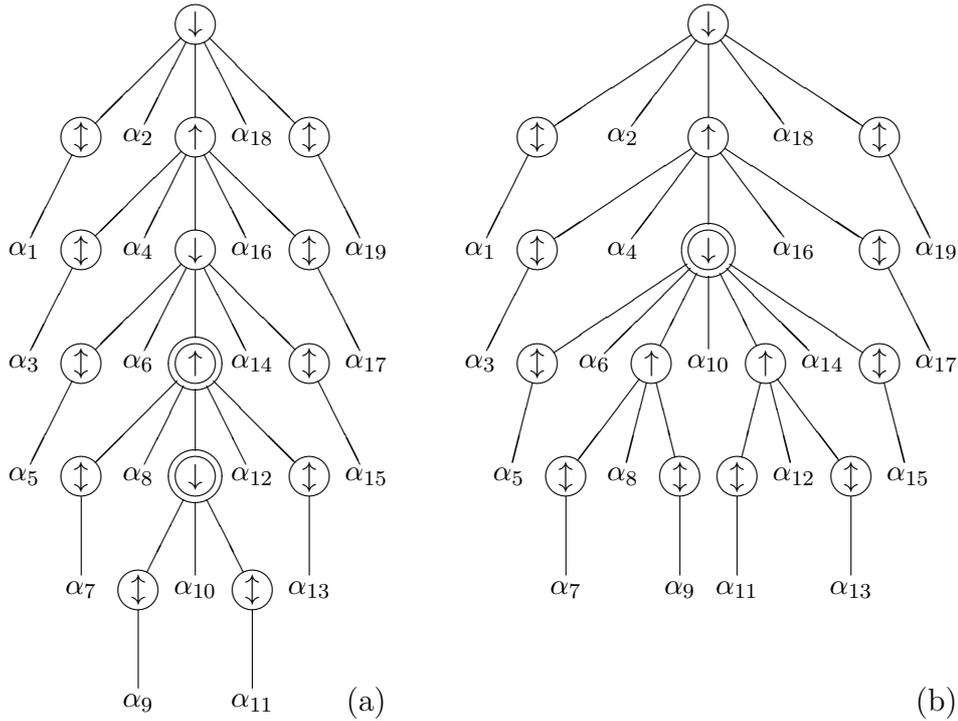 ↓ ↓
↕ α₂ ↑ α₁₈ ↕ ↕ α₂ ↑ α₁₈ ↕
α₁ ↕ α₄ ↓ α₁₆ ↕ α₁₉ α₁ ↕ α₄ ↓ α₁₆ ↕ α₁₉
α₃ ↕ α₆ ↑ α₁₄ ↕ α₁₇ α₃ ↕ α₆ ↑ α₁₀ ↑ α₁₄ ↕ α₁₇
α₅ ↕ α₈ ↓ α₁₂ ↕ α₁₅ α₅ ↕ α₈ ↕ ↕ α₁₂ ↕ α₁₅
α₇ ↕ α₁₀ ↕ α₁₃ α₇ α₉ α₁₁ α₁₃
α₉ α₁₁ (a) (b)